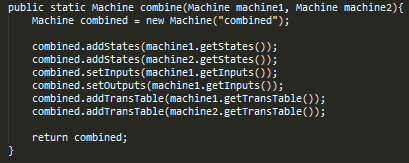 public static Machine combine(Machine machine1, Machine machine2){
    Machine combined = new Machine("combined");

    combined.addStates(machine1.getStates());
    combined.addStates(machine2.getStates());
    combined.setInputs(machine1.getInputs());
    combined.setOutputs(machine1.getInputs());
    combined.addTransTable(machine1.getTransTable());
    combined.addTransTable(machine2.getTransTable());

    return combined;
}